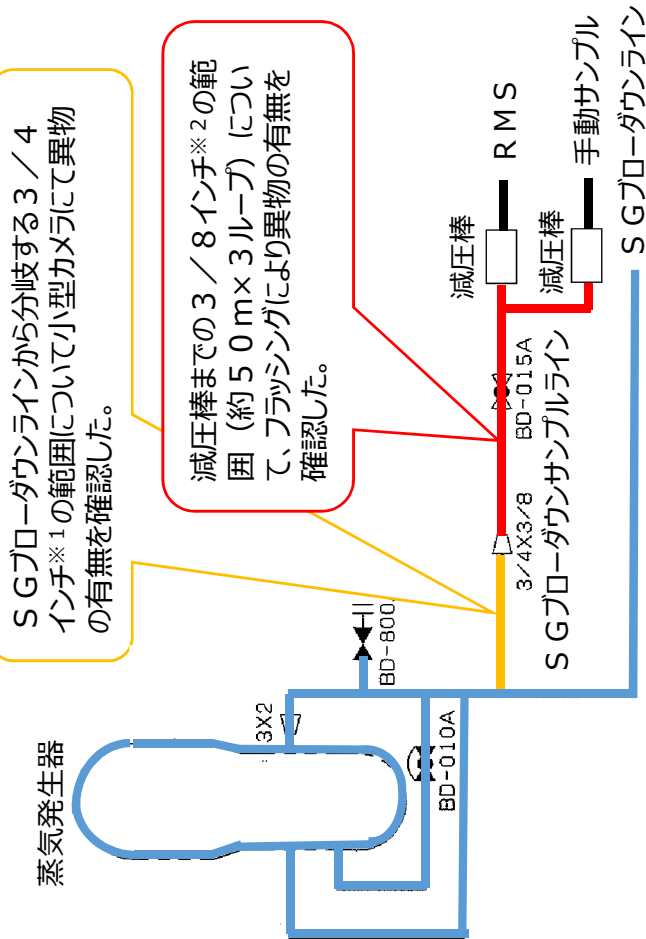 蒸気発生器
ＳＧブローダウンラインから分岐する３／４
インチ※１の範囲について小型カメラにて異物
の有無を確認した。
減圧棒までの３／８インチ※２の範
囲（約５０ｍ×３ループ）につい
て、フラッシングにより異物の有無を
確認した。
3X2
BD-800
BD-010A
3/4X3/8
BD-015A
ＳＧブローダウンサンプルライン
減圧棒
ＲＭＳ
減圧棒
手動サンプル
ＳＧブローダウンライン